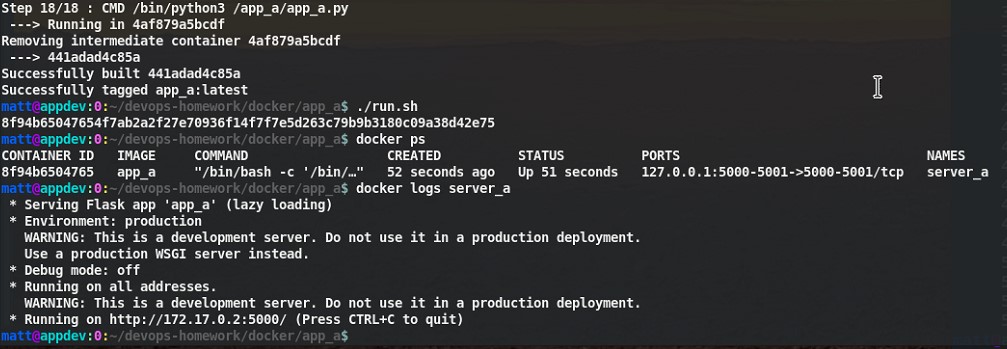 Step 18/18 : CMD /bin/python3 /app_a/app_a.py
 ---> Running in 4af879a5bcdf
Removing intermediate container 4af879a5bcdf
 ---> 441adad4c85a
Successfully built 441adad4c85a
Successfully tagged app_a:latest
matt@appdev:0:~/devops-homework/docker/app_a$ ./run.sh
8f94b65047654f7ab2a2f27e70936f14f7f7e5d263c79b9b3180c09a38d42e75
matt@appdev:0:~/devops-homework/docker/app_a$ docker ps
CONTAINER ID   IMAGE     COMMAND                  CREATED          STATUS          PORTS                                NAMES
8f94b6504765   app_a     "/bin/bash -c '/bin/…"   52 seconds ago   Up 51 seconds   127.0.0.1:5000-5001->5000-5001/tcp   server_a
matt@appdev:0:~/devops-homework/docker/app_a$ docker logs server_a
 * Serving Flask app 'app_a' (lazy loading)
 * Environment: production
   WARNING: This is a development server. Do not use it in a production deployment.
   Use a production WSGI server instead.
 * Debug mode: off
 * Running on all addresses.
   WARNING: This is a development server. Do not use it in a production deployment.
 * Running on http://172.17.0.2:5000/ (Press CTRL+C to quit)
matt@appdev:0:~/devops-homework/docker/app_a$